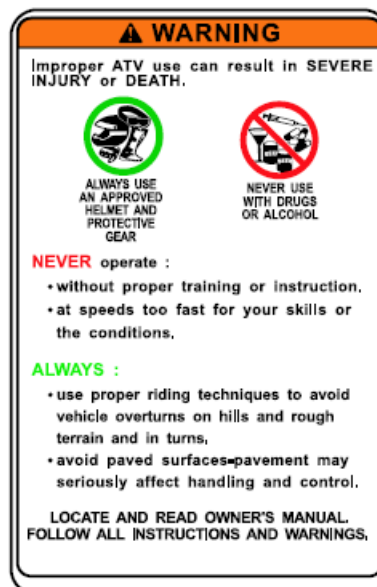 WARNING
Improper ATV use can result in SEVERE
INJURY or DEATH.
ALWAYS USE
AN APPROVED
HELMET AND
PROTECTIVE
GEAR
NEVER USE
WITH DRUGS
OR ALCOHOL
NEVER operate :
• without proper training or instruction.
• at speeds too fast for your skills or
the conditions.
ALWAYS :
• use proper riding techniques to avoid
vehicle overturns on hills and rough
terrain and in turns.
• avoid paved surfaces-pavement may
seriously affect handling and control.
LOCATE AND READ OWNER'S MANUAL.
FOLLOW ALL INSTRUCTIONS AND WARNINGS.